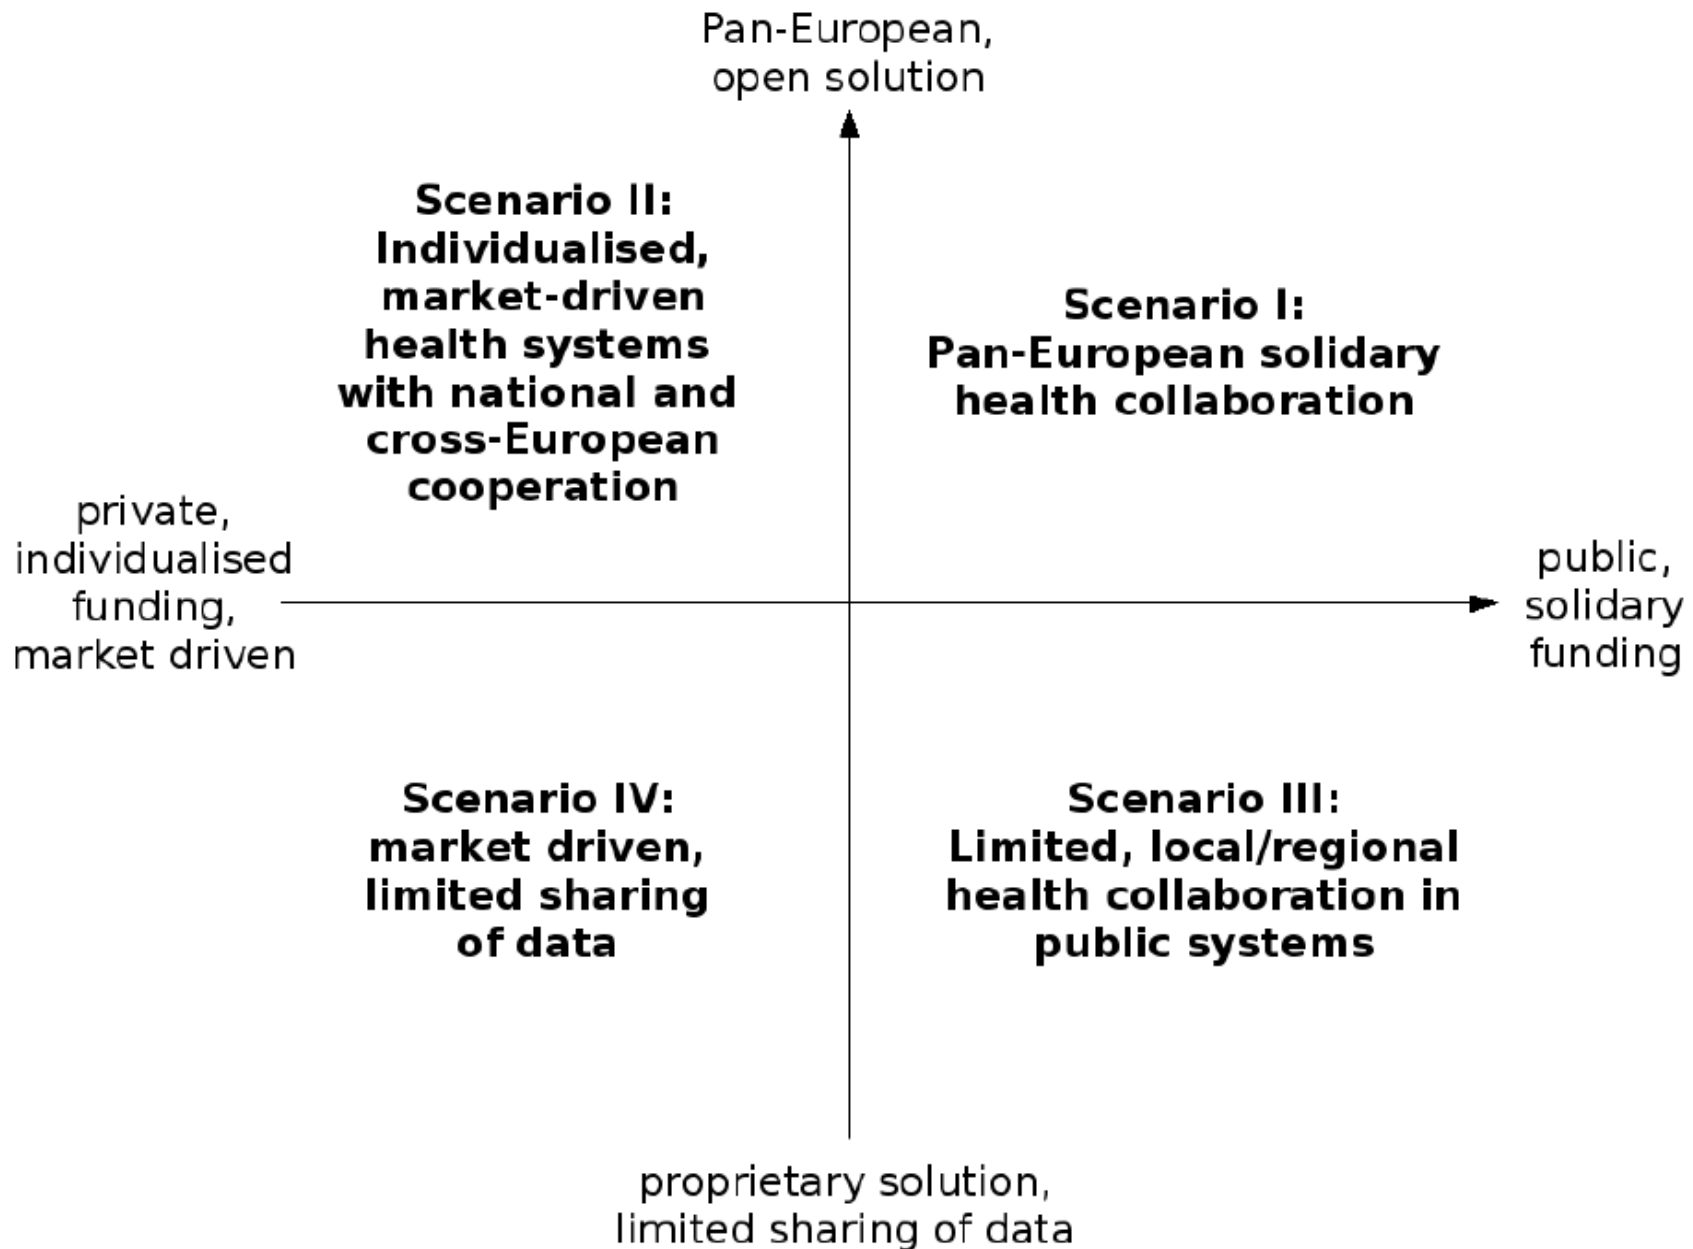 Pan-European,
open solution
Scenario II:
Individualised,
market-driven
health systems
with national and
cross-European
cooperation
Scenario I:
Pan-European solidary
health collaboration
private,
individualised
funding,
market driven
public,
solidary
funding
Scenario IV:
market driven,
limited sharing
of data
Scenario III:
Limited, local/regional
health collaboration in
public systems
proprietary solution,
limited sharing of data